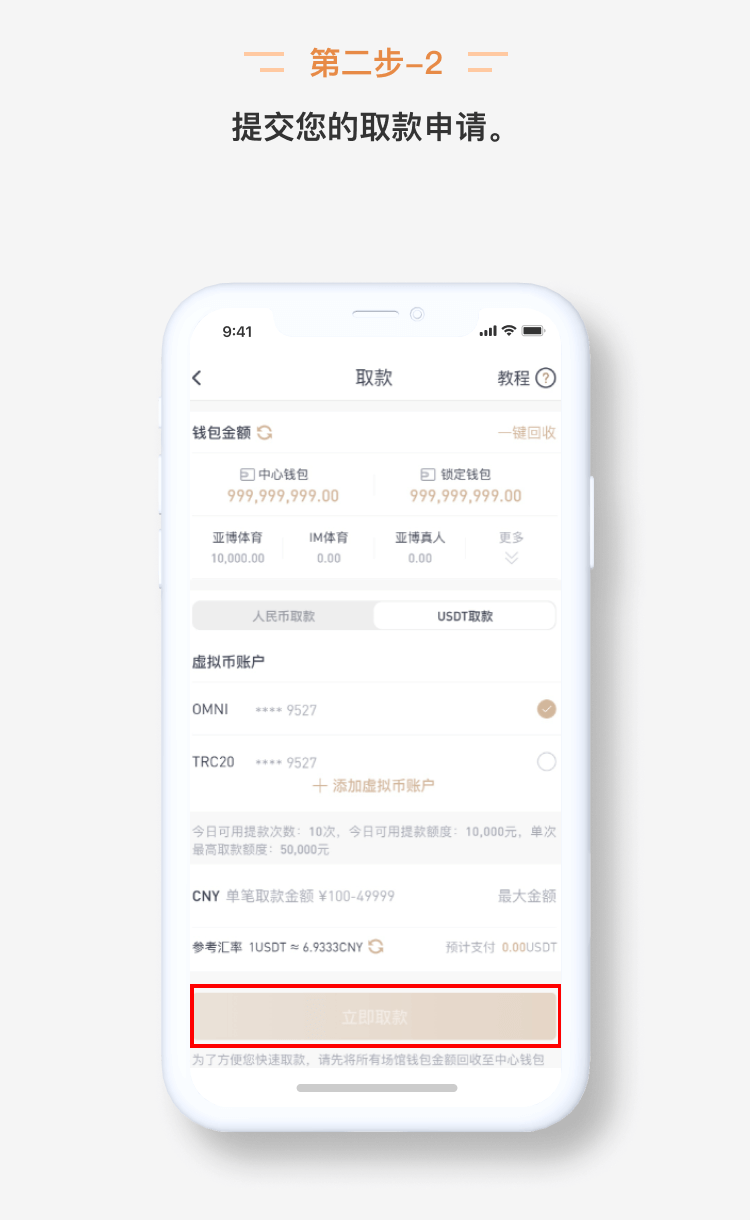 第二步-2
提交您的取款申请。
9:41
取款
教程 ?
钱包金额
一键回收
中心钱包
锁定钱包
999,999,999.00
999,999,999.00
亚博体育
IM体育
亚博真人
更多
10,000.00
0.00
0.00
人民币取款
USDT取款
虚拟币账户
OMNI **** 9527
TRC20 **** 9527
添加虚拟币账户
今日可用提款次数：10次，今日可用提款额度：10,000元，单次
最高取款额度：50,000元
CNY 单笔取款金额 ¥100-49999
最大金额
参考汇率 1USDT ≈ 6.9333CNY
预计支付 0.00USDT
立即取款
为了方便您快速取款，请先将所有场馆钱包金额回收至中心钱包